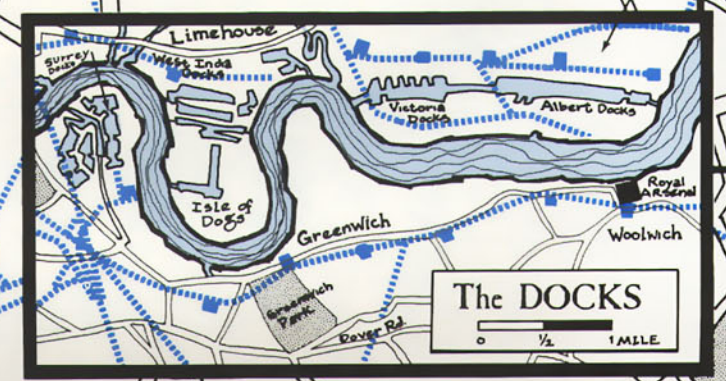 Limehouse
Surrey
Docks
West India
Docks
Victoria
Docks
Albert Docks
Isle of
Dogs
Royal
Arsenal
Greenwich
Woolwich
Greenwich
Park
Dover Rd.
The DOCKS
0 ½ 1 MILE